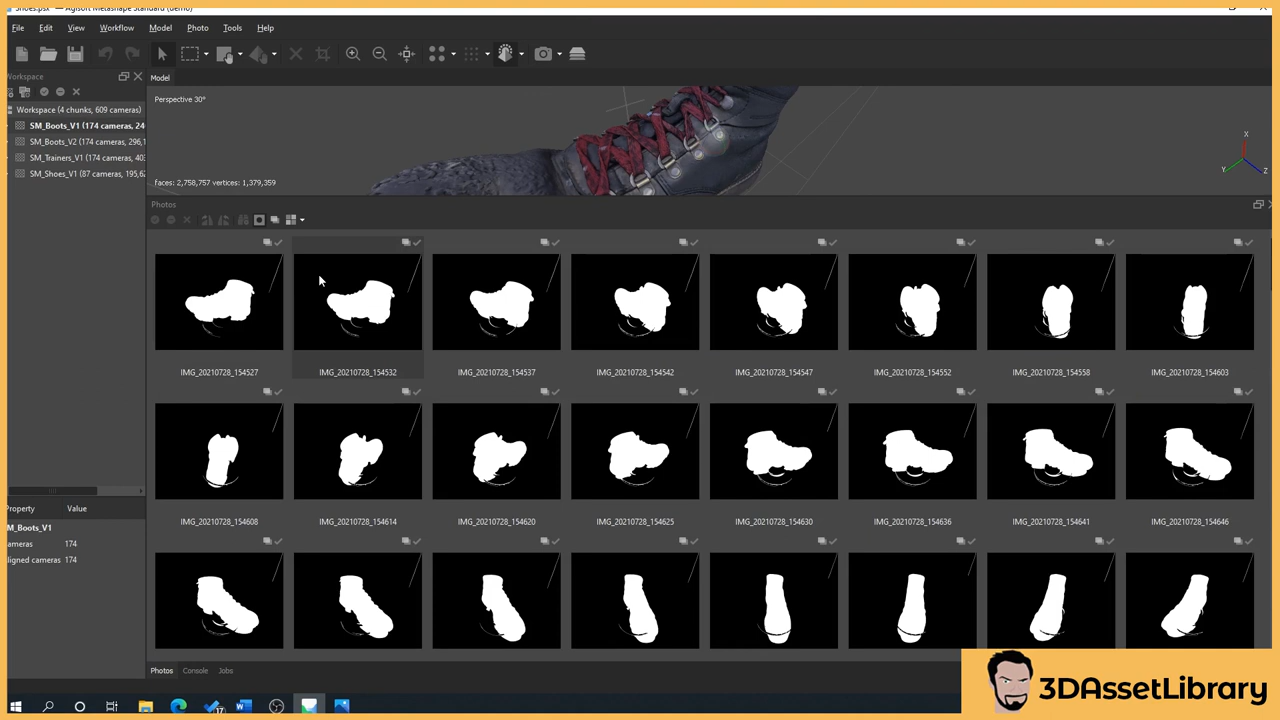 Shoes.psx — Agisoft Metashape Standard (demo)
File Edit View Workflow Model Photo Tools Help
Workspace
Model
Workspace (4 chunks, 609 cameras)
SM_Boots_V1 (174 cameras, 24
SM_Boots_V2 (174 cameras, 296,1
SM_Trainers_V1 (174 cameras, 40
SM_Shoes_V1 (87 cameras, 195,6
Perspective 30°
X
Y
Z
faces: 2,758,757 vertices: 1,379,359
Photos
IMG_20210728_154527 IMG_20210728_154532 IMG_20210728_154537 IMG_20210728_154542 IMG_20210728_154547 IMG_20210728_154552 IMG_20210728_154558 IMG_20210728_154603
IMG_20210728_154608 IMG_20210728_154614 IMG_20210728_154620 IMG_20210728_154625 IMG_20210728_154630 IMG_20210728_154636 IMG_20210728_154641 IMG_20210728_154646
Property Value
M_Boots_V1
ameras 174
ligned cameras 174
Photos Console Jobs
17
3DAssetLibrary